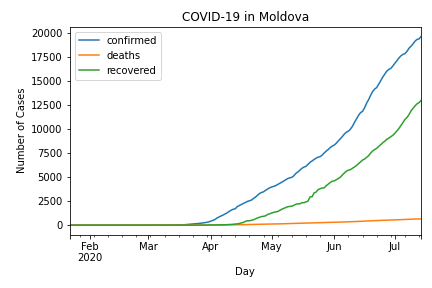 COVID-19 in Moldova
confirmed
deaths
recovered
Number of Cases
20000
17500
15000
12500
10000
7500
5000
2500
0
Feb Mar Apr May Jun Jul
2020
Day